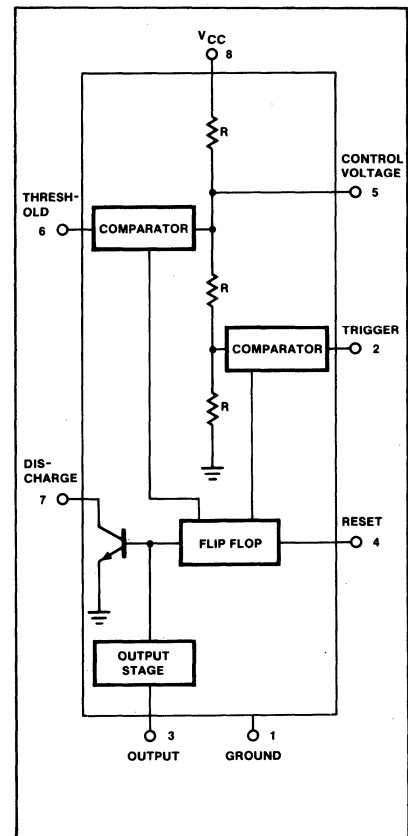 VCC
8
R
CONTROL
VOLTAGE
5
THRESH-
OLD
6
COMPARATOR
R
TRIGGER
COMPARATOR
2
R
DIS-
CHARGE
7
RESET
FLIP FLOP
4
OUTPUT
STAGE
3
1
OUTPUT
GROUND